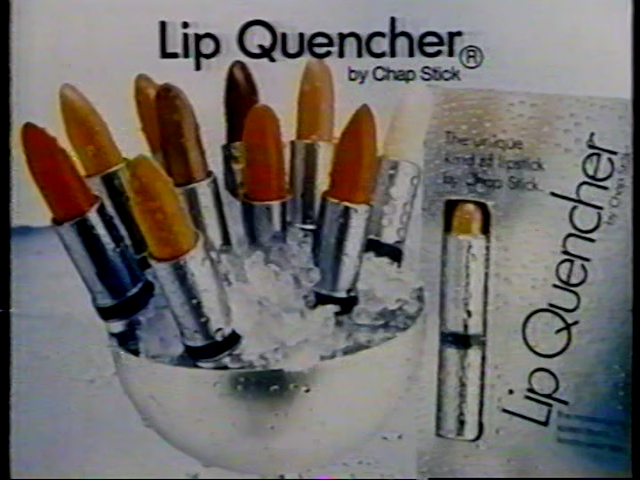 Lip Quencher®
by Chap Stick
The unique
kind of lipstick
by Chap Stick.
Lip Quencher
by Chap Stick